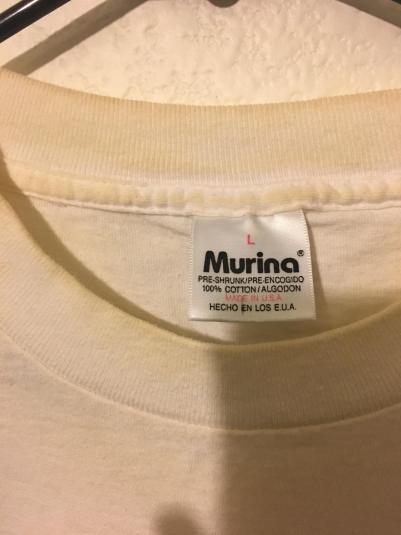 L
Murina®
PRE-SHRUNK/PRE-ENCOGIDO
100% COTTON/ALGODON
MADE IN U.S.A
HECHO EN LOS E.U.A.